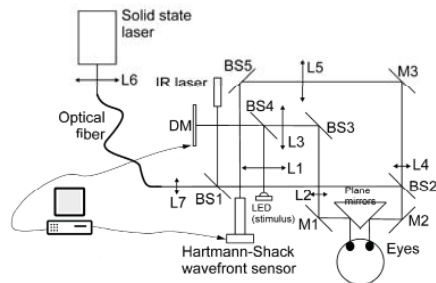 Solid state
laser
L6
IR laser
BS5
L5
M3
Optical
fiber
BS4
DM
L3
BS3
L1
L4
L7
BS1
LED
(stimulus)
L2
Plane
mirrors
BS2
M1
M2
Hartmann-Shack
wavefront sensor
Eyes